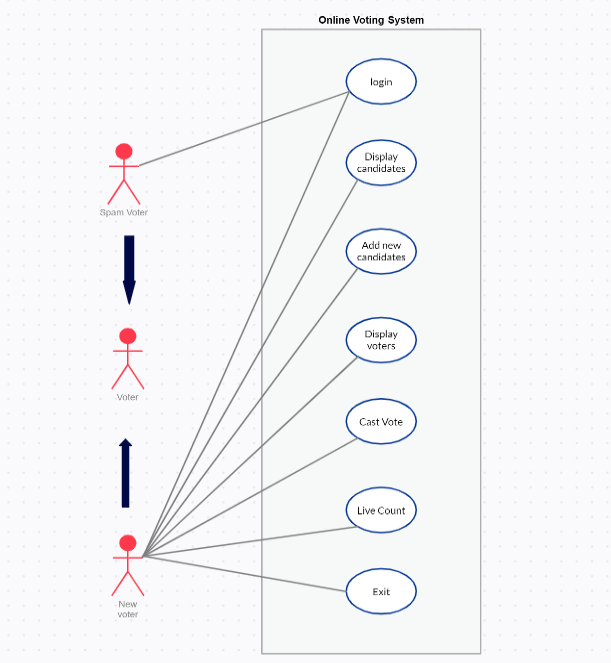 Online Voting System
login
Display
candidates
Spam Voter
Add new
candidates
Display
voters
Voter
Cast Vote
Live Count
Exit
New
voter